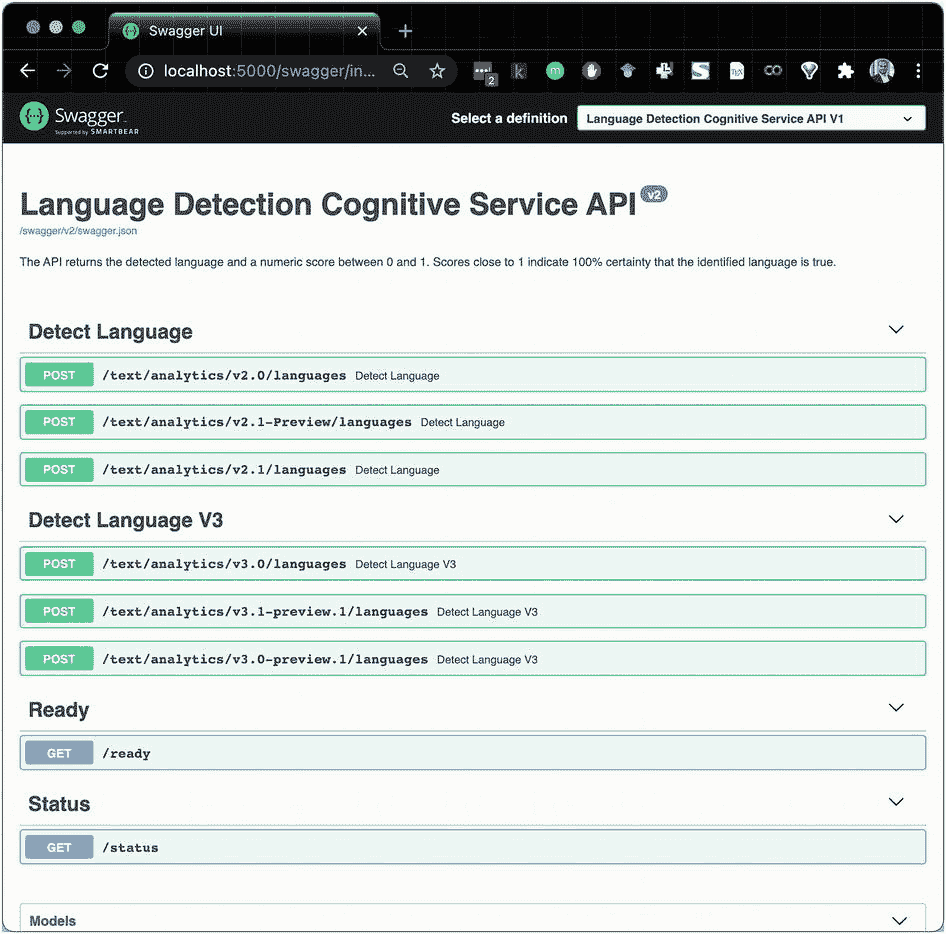 Swagger UI
localhost:5000/swagger/in...
2
K
m
TeX
CO
Swagger
Supported by SMARTBEAR
Select a definition
Language Detection Cognitive Service API V1
Language Detection Cognitive Service API v2
/swagger/v2/swagger.json
The API returns the detected language and a numeric score between 0 and 1. Scores close to 1 indicate 100% certainty that the identified language is true.
Detect Language
POST /text/analytics/v2.0/languages Detect Language
POST /text/analytics/v2.1-Preview/languages Detect Language
POST /text/analytics/v2.1/languages Detect Language
Detect Language V3
POST /text/analytics/v3.0/languages Detect Language V3
POST /text/analytics/v3.1-preview.1/languages Detect Language V3
POST /text/analytics/v3.0-preview.1/languages Detect Language V3
Ready
GET /ready
Status
GET /status
Models